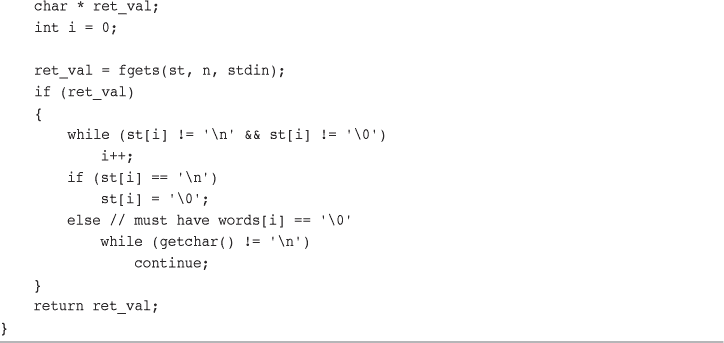 char * ret_val;
    int i = 0;

    ret_val = fgets(st, n, stdin);
    if (ret_val)
    {
        while (st[i] != '\n' && st[i] != '\0')
            i++;
        if (st[i] == '\n')
            st[i] = '\0';
        else // must have words[i] == '\0'
            while (getchar() != '\n')
                continue;
    }
    return ret_val;
}